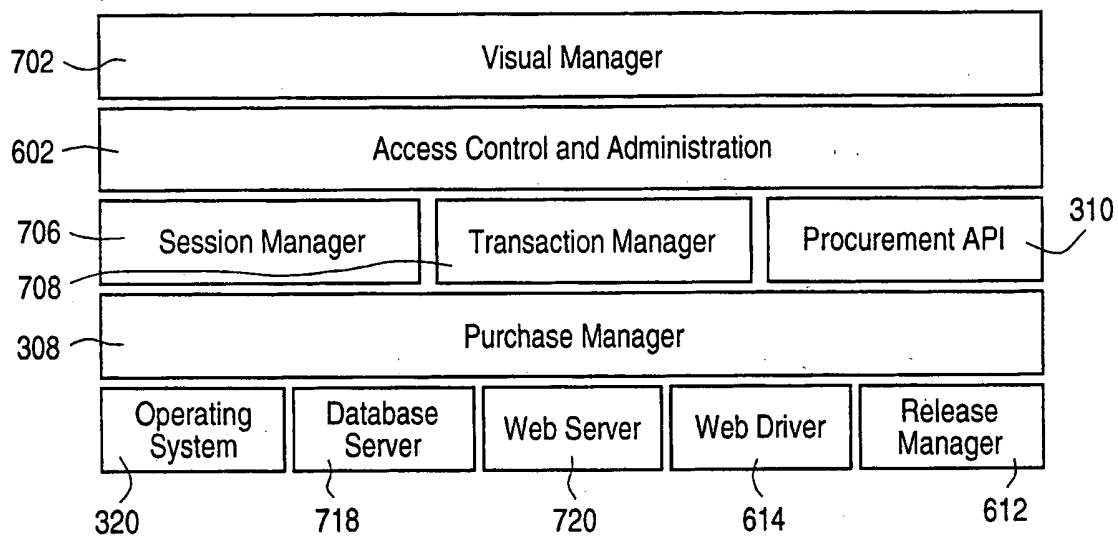 702
Visual Manager
602
Access Control and Administration
706
Session Manager
Transaction Manager
Procurement API
310
708
308
Purchase Manager
Operating
System
Database
Server
Web Server
Web Driver
Release
Manager
320
718
720
614
612